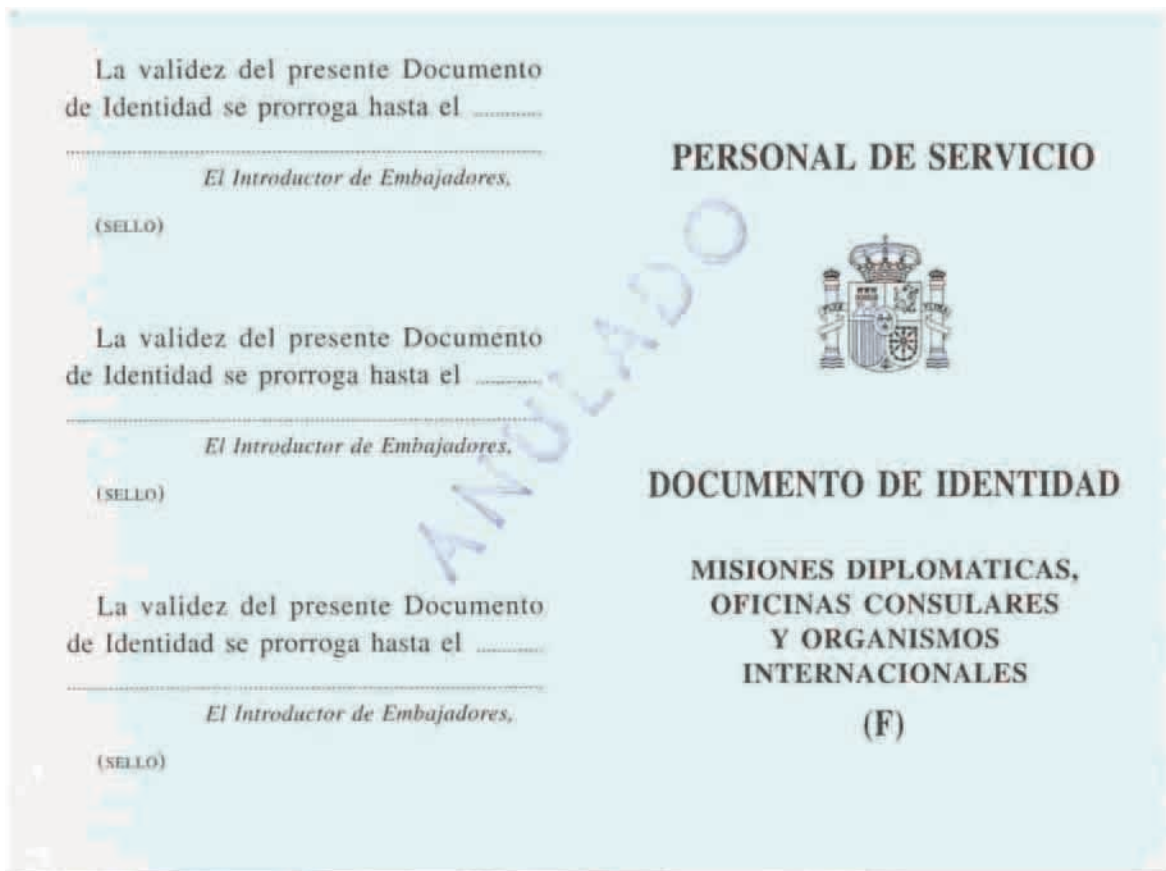 La validez del presente Documento
de Identidad se prorroga hasta el ............
................................................................
El Introductor de Embajadores,
(SELLO)
La validez del presente Documento
de Identidad se prorroga hasta el ............
................................................................
El Introductor de Embajadores,
(SELLO)
La validez del presente Documento
de Identidad se prorroga hasta el ............
................................................................
El Introductor de Embajadores,
(SELLO)
ANULADO
PERSONAL DE SERVICIO
DOCUMENTO DE IDENTIDAD
MISIONES DIPLOMATICAS,
OFICINAS CONSULARES
Y ORGANISMOS
INTERNACIONALES
(F)